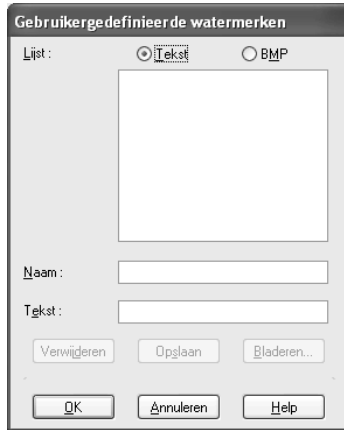 Gebruikergedefinieerde watermerken
Lijst : Tekst BMP
Naam :
Tekst :
Verwijderen Opslaan Bladeren...
OK Annuleren Help